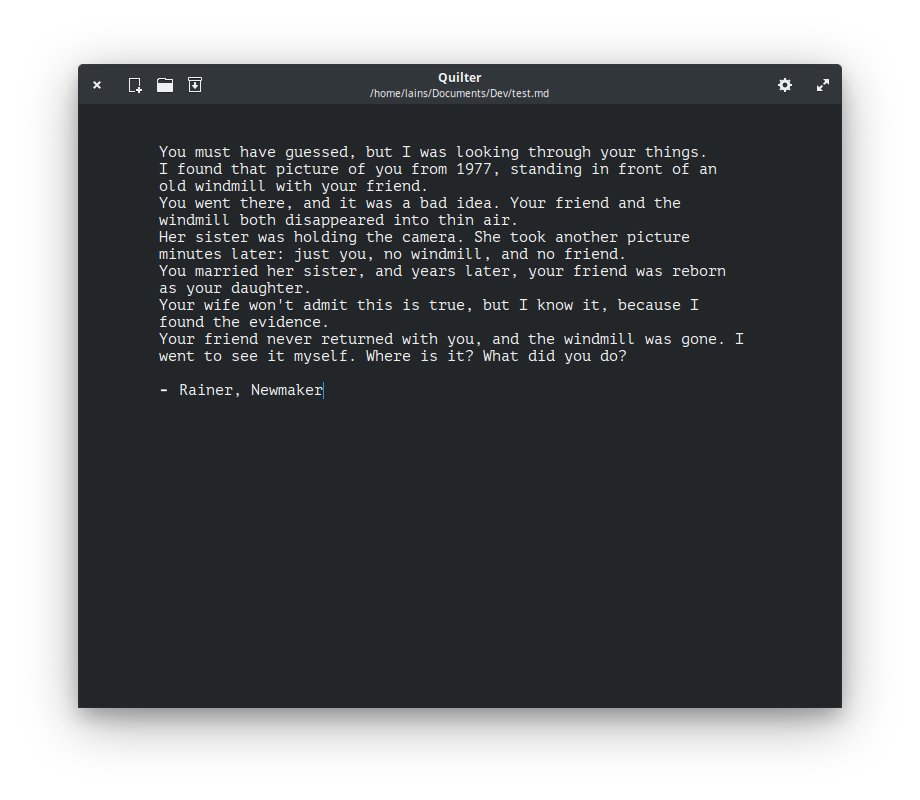 Quilter
/home/lains/Documents/Dev/test.md
You must have guessed, but I was looking through your things.
I found that picture of you from 1977, standing in front of an
old windmill with your friend.
You went there, and it was a bad idea. Your friend and the
windmill both disappeared into thin air.
Her sister was holding the camera. She took another picture
minutes later: just you, no windmill, and no friend.
You married her sister, and years later, your friend was reborn
as your daughter.
Your wife won't admit this is true, but I know it, because I
found the evidence.
Your friend never returned with you, and the windmill was gone. I
went to see it myself. Where is it? What did you do?
- Rainer, Newmaker